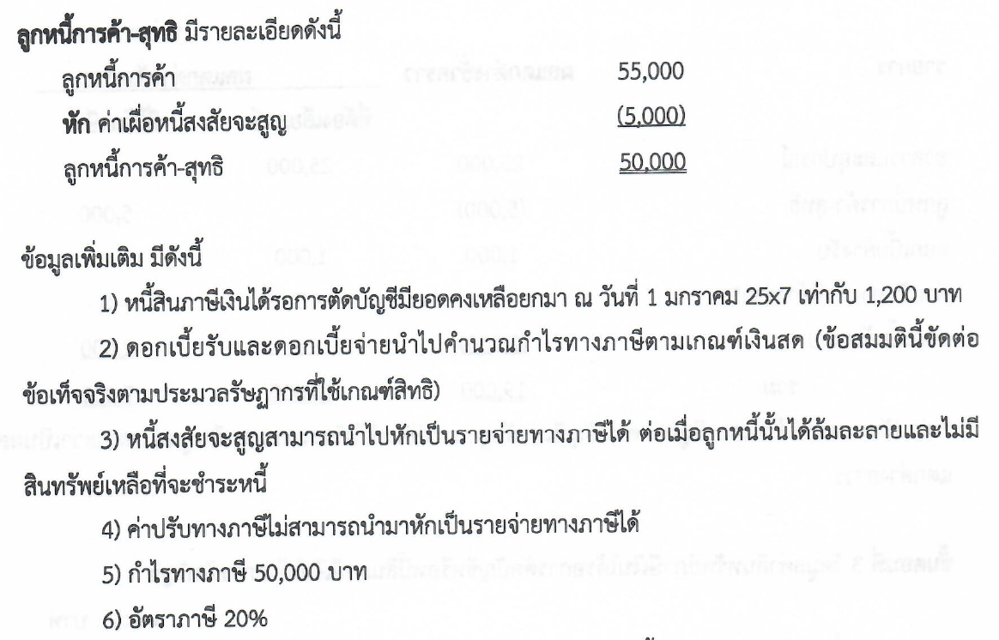 ลูกหนี้การค้า-สุทธิ มีรายละเอียดดังนี้
ลูกหนี้การค้า 55,000
หัก ค่าเผื่อหนี้สงสัยจะสูญ (5,000)
ลูกหนี้การค้า-สุทธิ 50,000
ข้อมูลเพิ่มเติม มีดังนี้
1) หนี้สินภาษีเงินได้รอการตัดบัญชีมียอดคงเหลือยกมา ณ วันที่ 1 มกราคม 25x7 เท่ากับ 1,200 บาท
2) ดอกเบี้ยรับและดอกเบี้ยจ่ายนำไปคำนวณกำไรทางภาษีตามเกณฑ์เงินสด (ข้อสมมตินี้ขัดต่อ
ข้อเท็จจริงตามประมวลรัษฎากรที่ใช้เกณฑ์สิทธิ)
3) หนี้สงสัยจะสูญสามารถนำไปหักเป็นรายจ่ายทางภาษีได้ ต่อเมื่อลูกหนี้นั้นได้ล้มละลายและไม่มี
สินทรัพย์เหลือที่จะชำระหนี้
4) ค่าปรับทางภาษีไม่สามารถนำมาหักเป็นรายจ่ายทางภาษีได้
5) กำไรทางภาษี 50,000 บาท
6) อัตราภาษี 20%